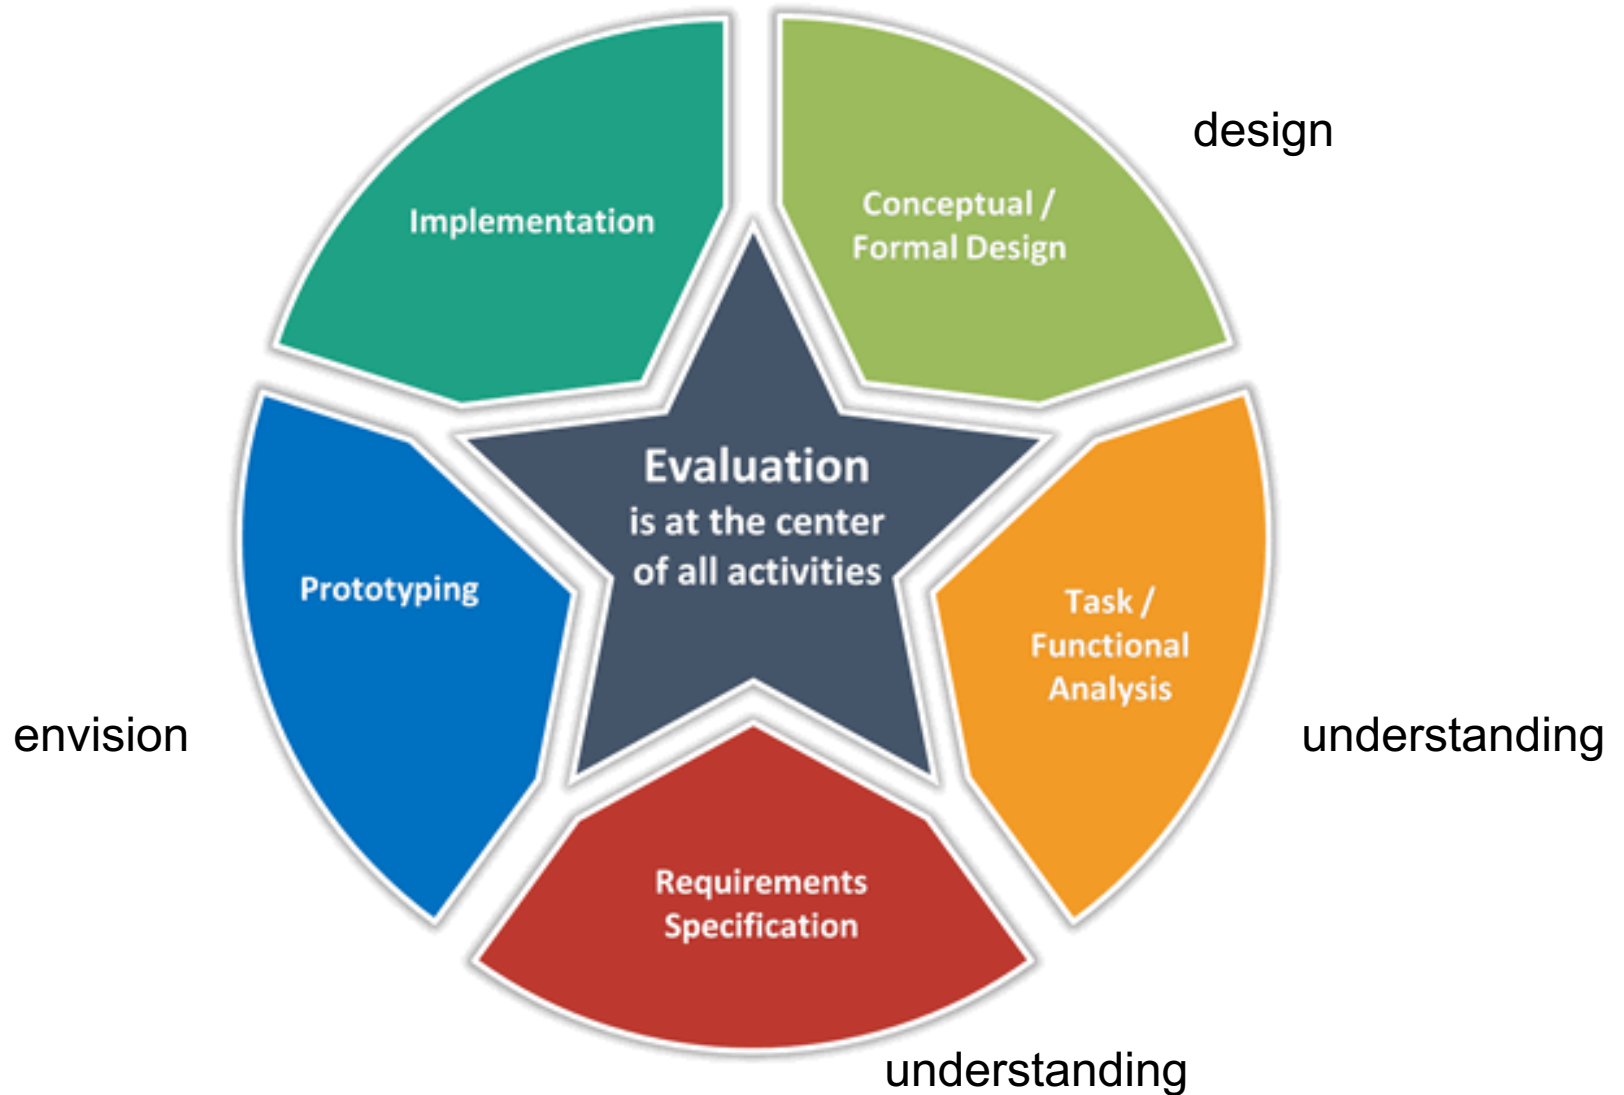 design
Implementation
Conceptual /
Formal Design
Evaluation
is at the center
of all activities
Prototyping
Task /
Functional
Analysis
envision
understanding
Requirements
Specification
understanding